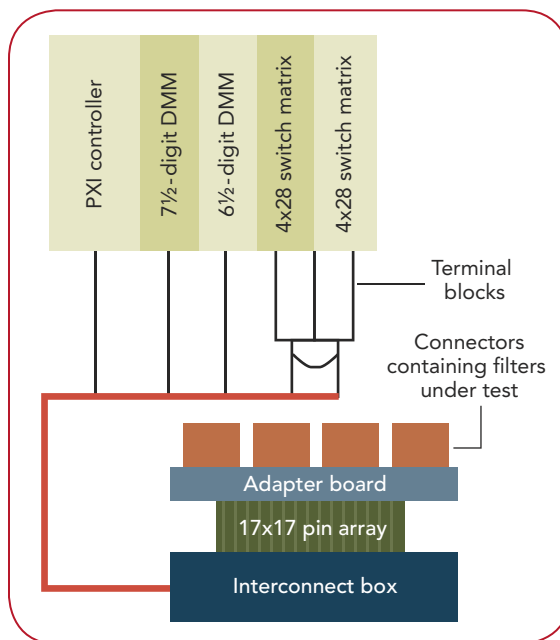 PXI controller
7½-digit DMM
6½-digit DMM
4x28 switch matrix
4x28 switch matrix
Terminal
blocks
Connectors
containing filters
under test
Adapter board
17x17 pin array
Interconnect box